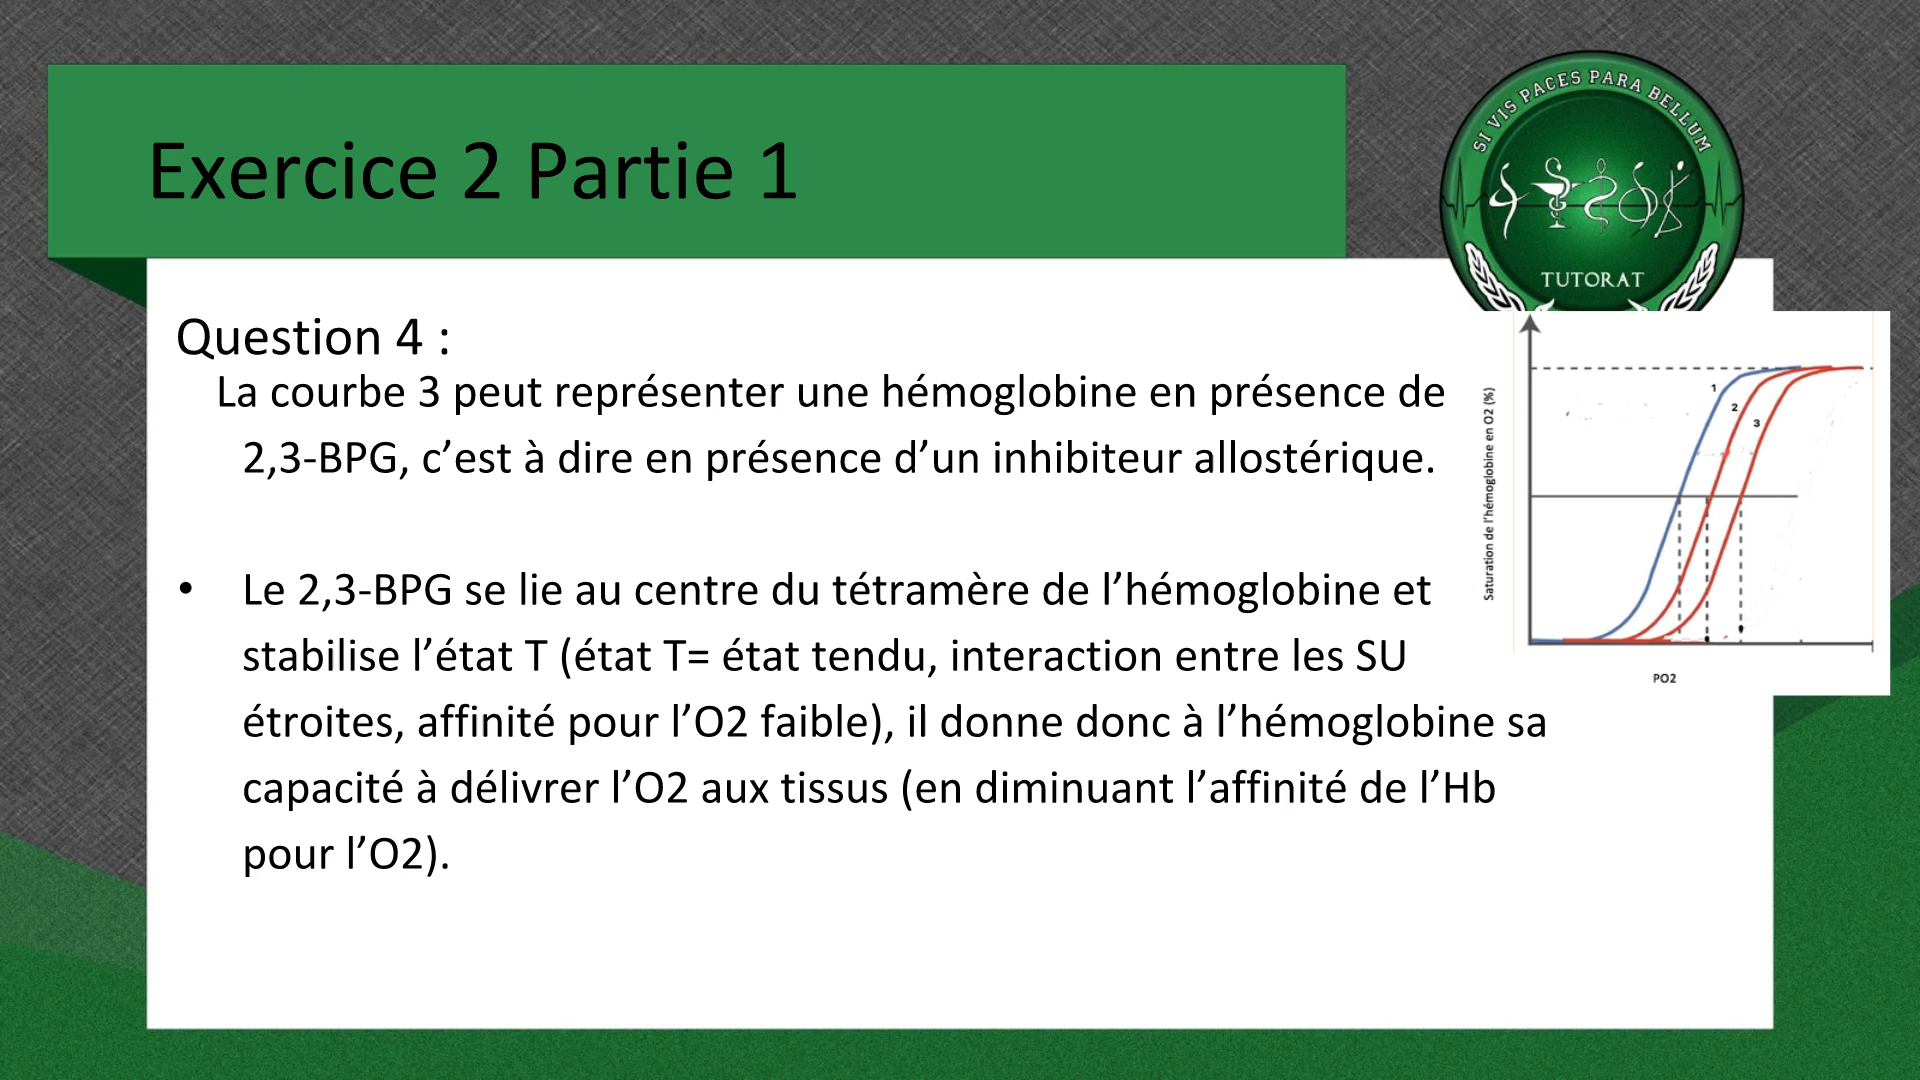 SI VIS PACES PARA BELLUM
TUTORAT
Exercice 2 Partie 1
Question 4 :
La courbe 3 peut représenter une hémoglobine en présence de
2,3-BPG, c’est à dire en présence d’un inhibiteur allostérique.
• Le 2,3-BPG se lie au centre du tétramère de l’hémoglobine et
stabilise l’état T (état T= état tendu, interaction entre les SU
étroites, affinité pour l’O2 faible), il donne donc à l’hémoglobine sa
capacité à délivrer l’O2 aux tissus (en diminuant l’affinité de l’Hb
pour l’O2).
Saturation de l’hémoglobine en O2 (%)
1
2
3
PO2